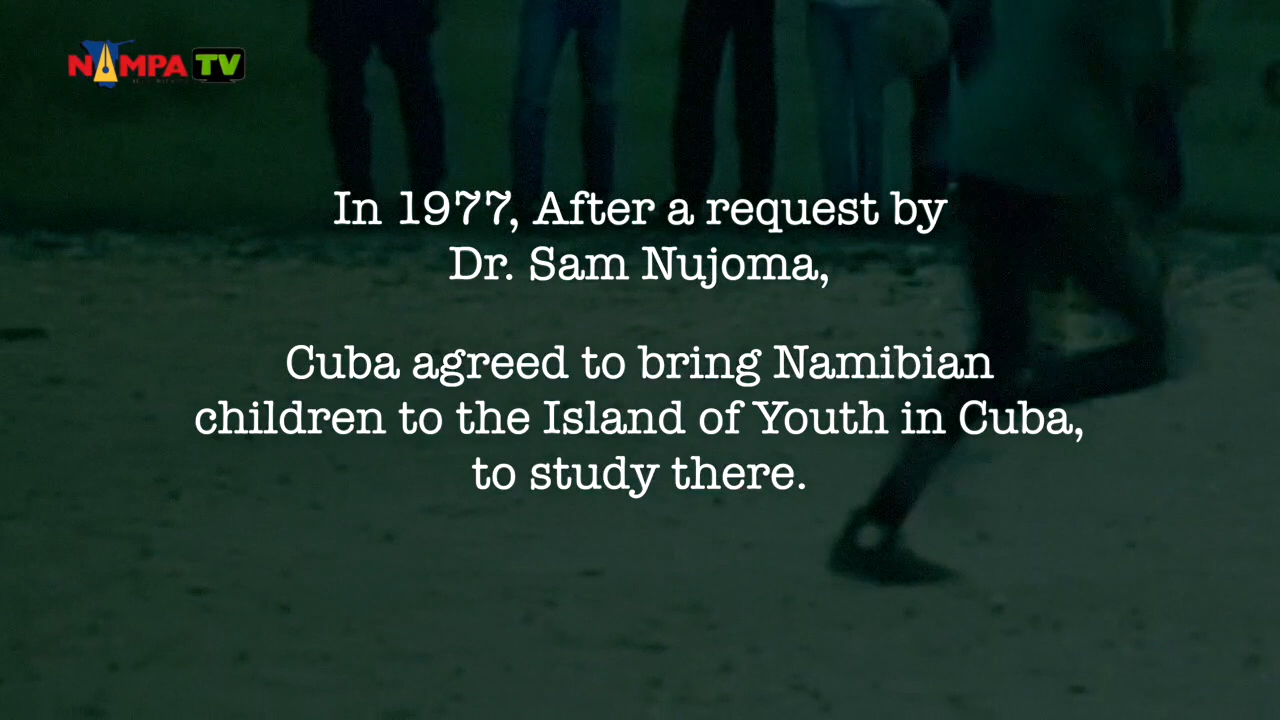 NAMPA TV
In 1977, After a request by
Dr. Sam Nujoma,
Cuba agreed to bring Namibian
children to the Island of Youth in Cuba,
to study there.